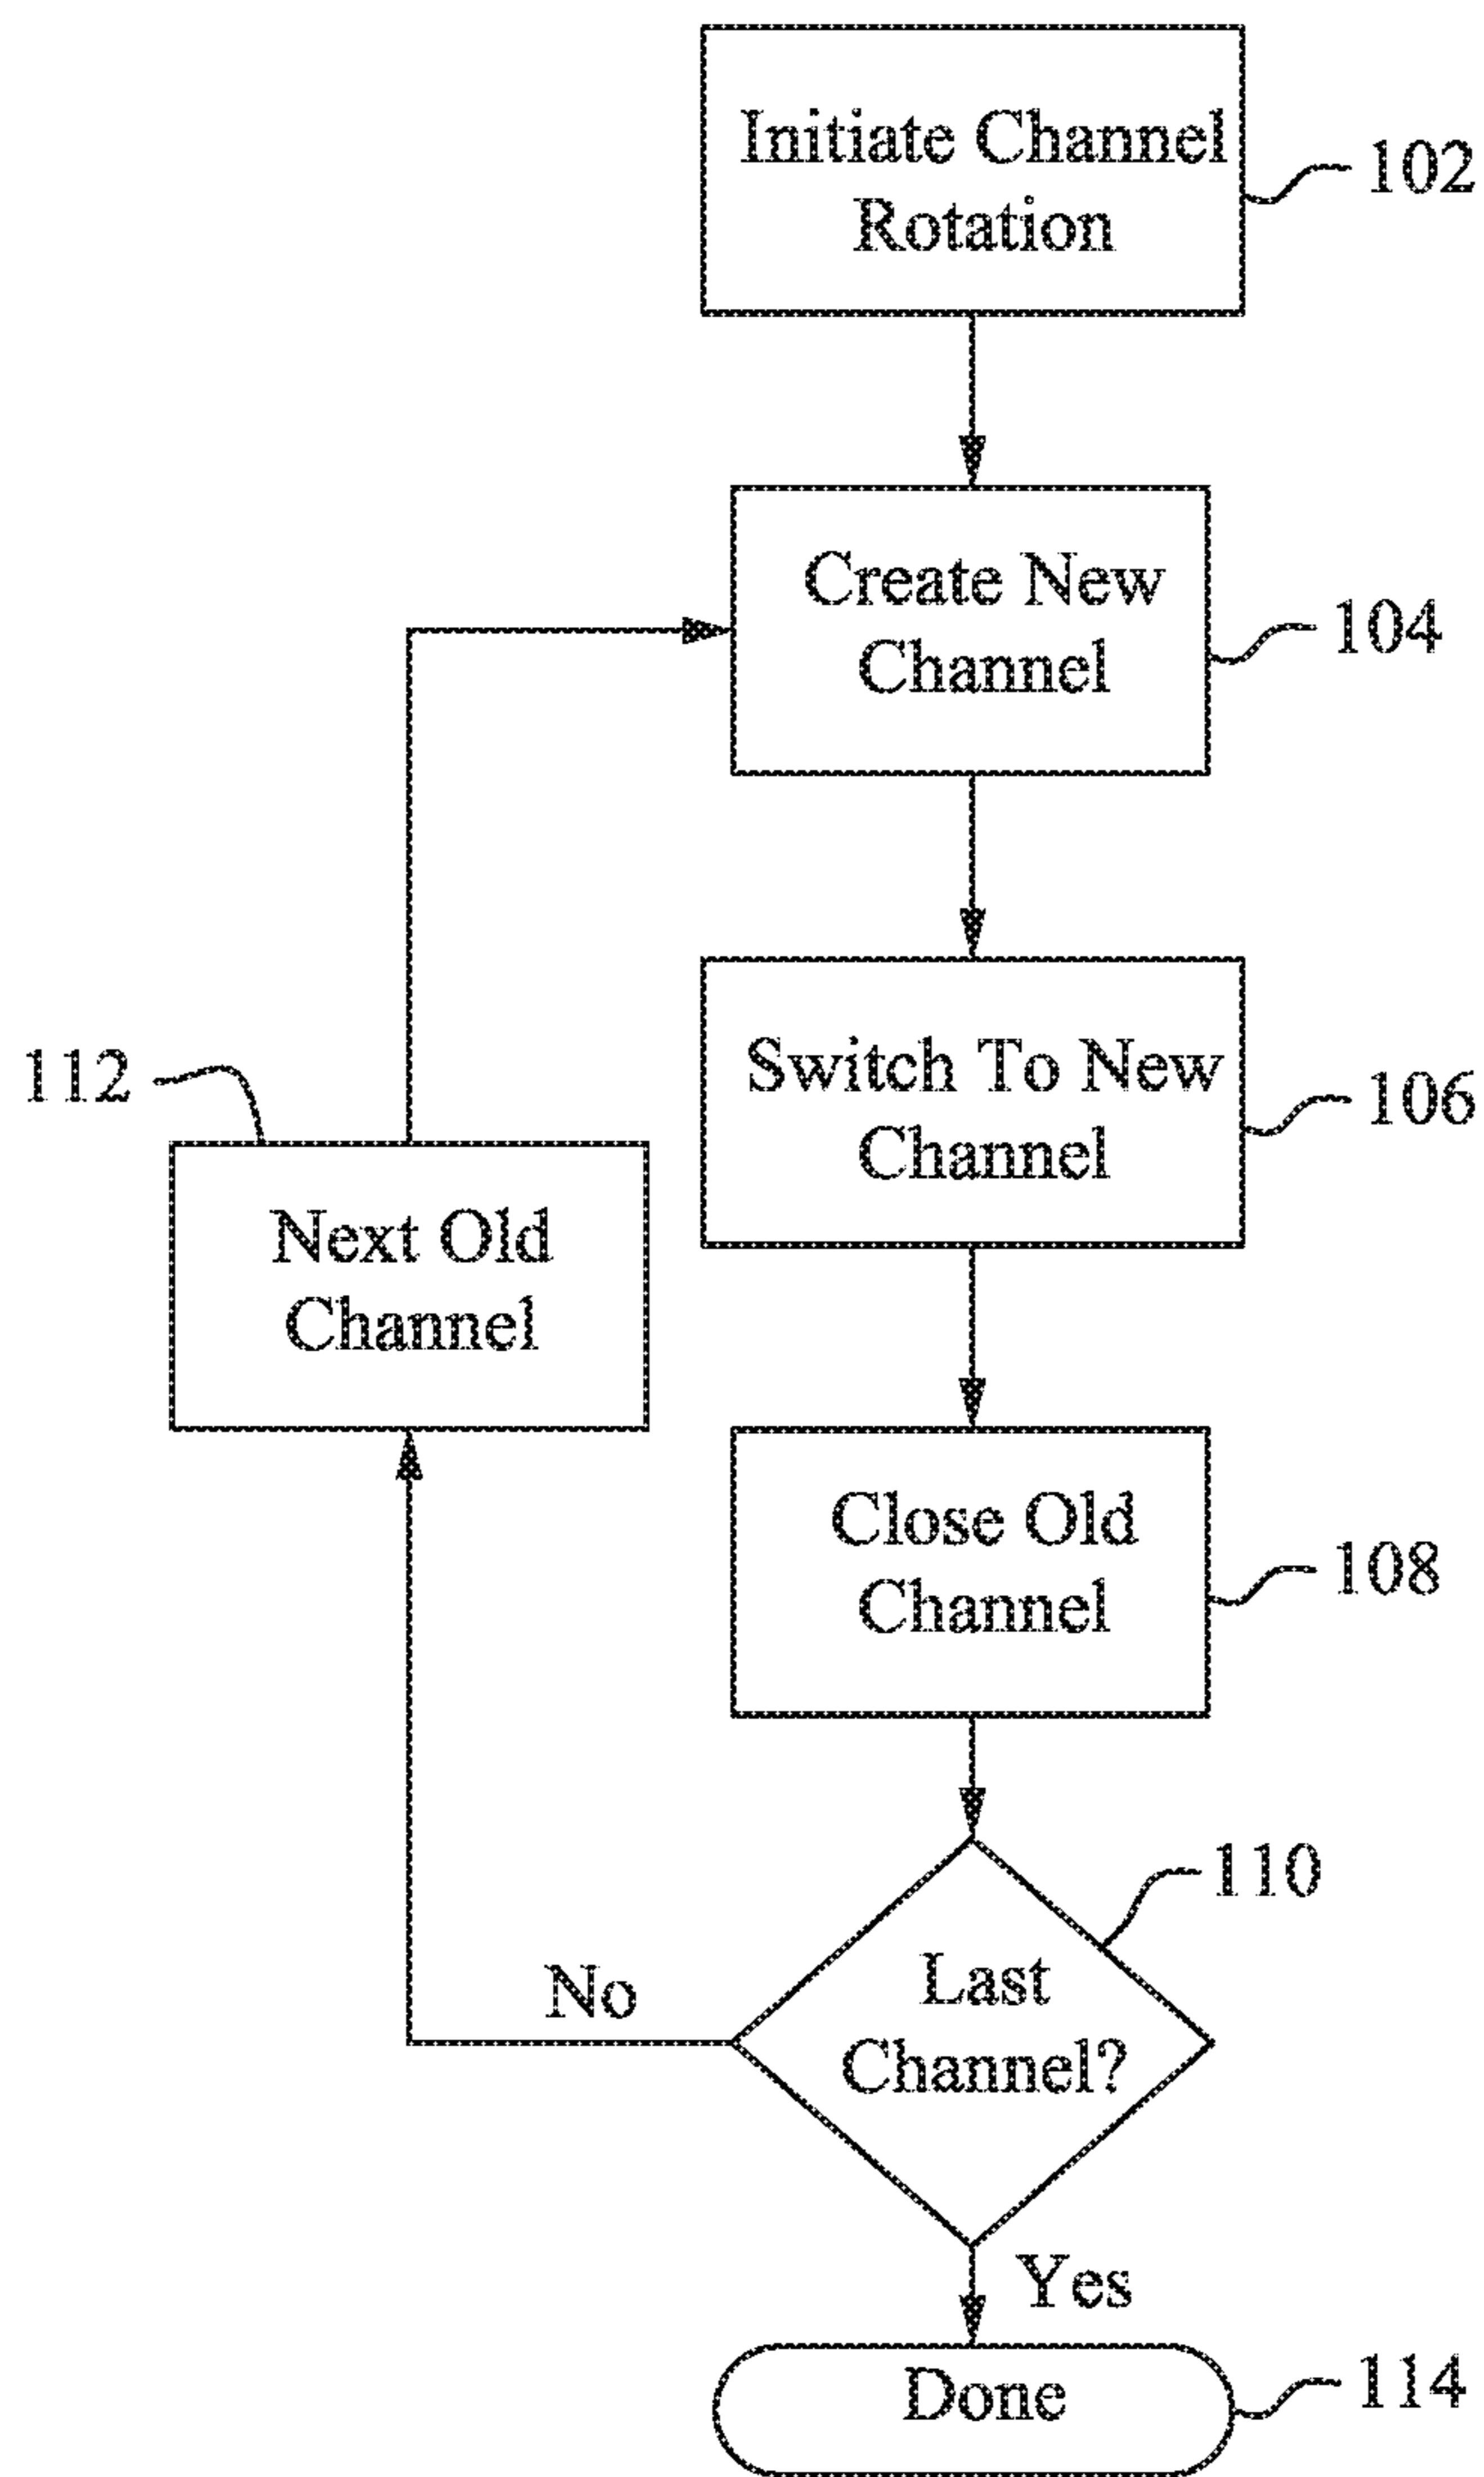 Initiate Channel
Rotation
102
Create New
Channel
104
Switch To New
Channel
106
112
Next Old
Channel
Close Old
Channel
108
110
Last
Channel?
No
Yes
Done
114